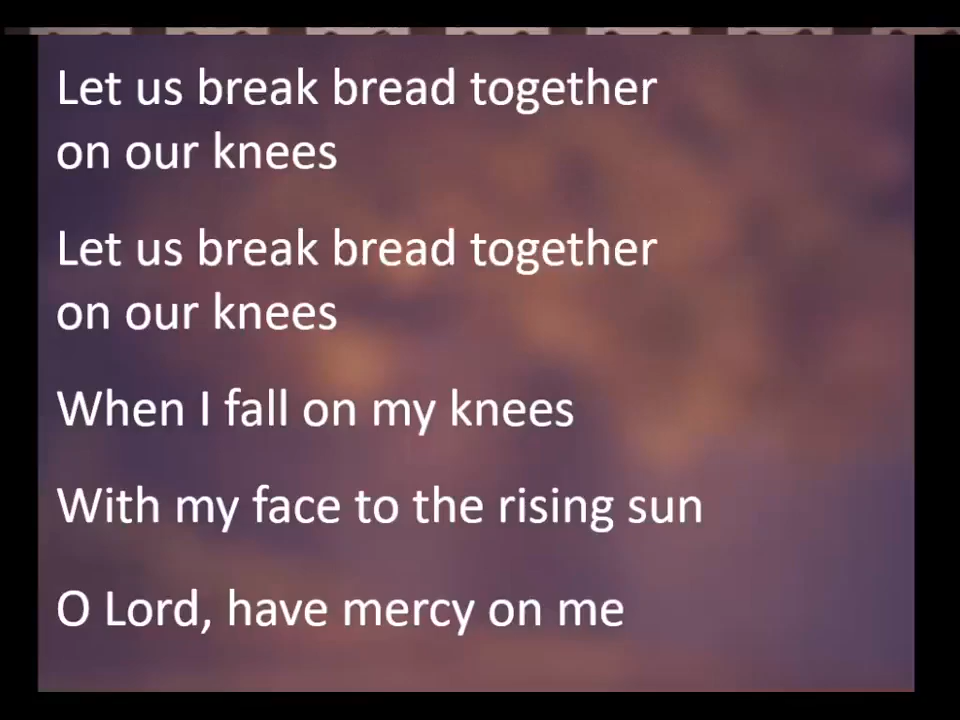 Let us break bread together
on our knees
Let us break bread together
on our knees
When I fall on my knees
With my face to the rising sun
O Lord, have mercy on me